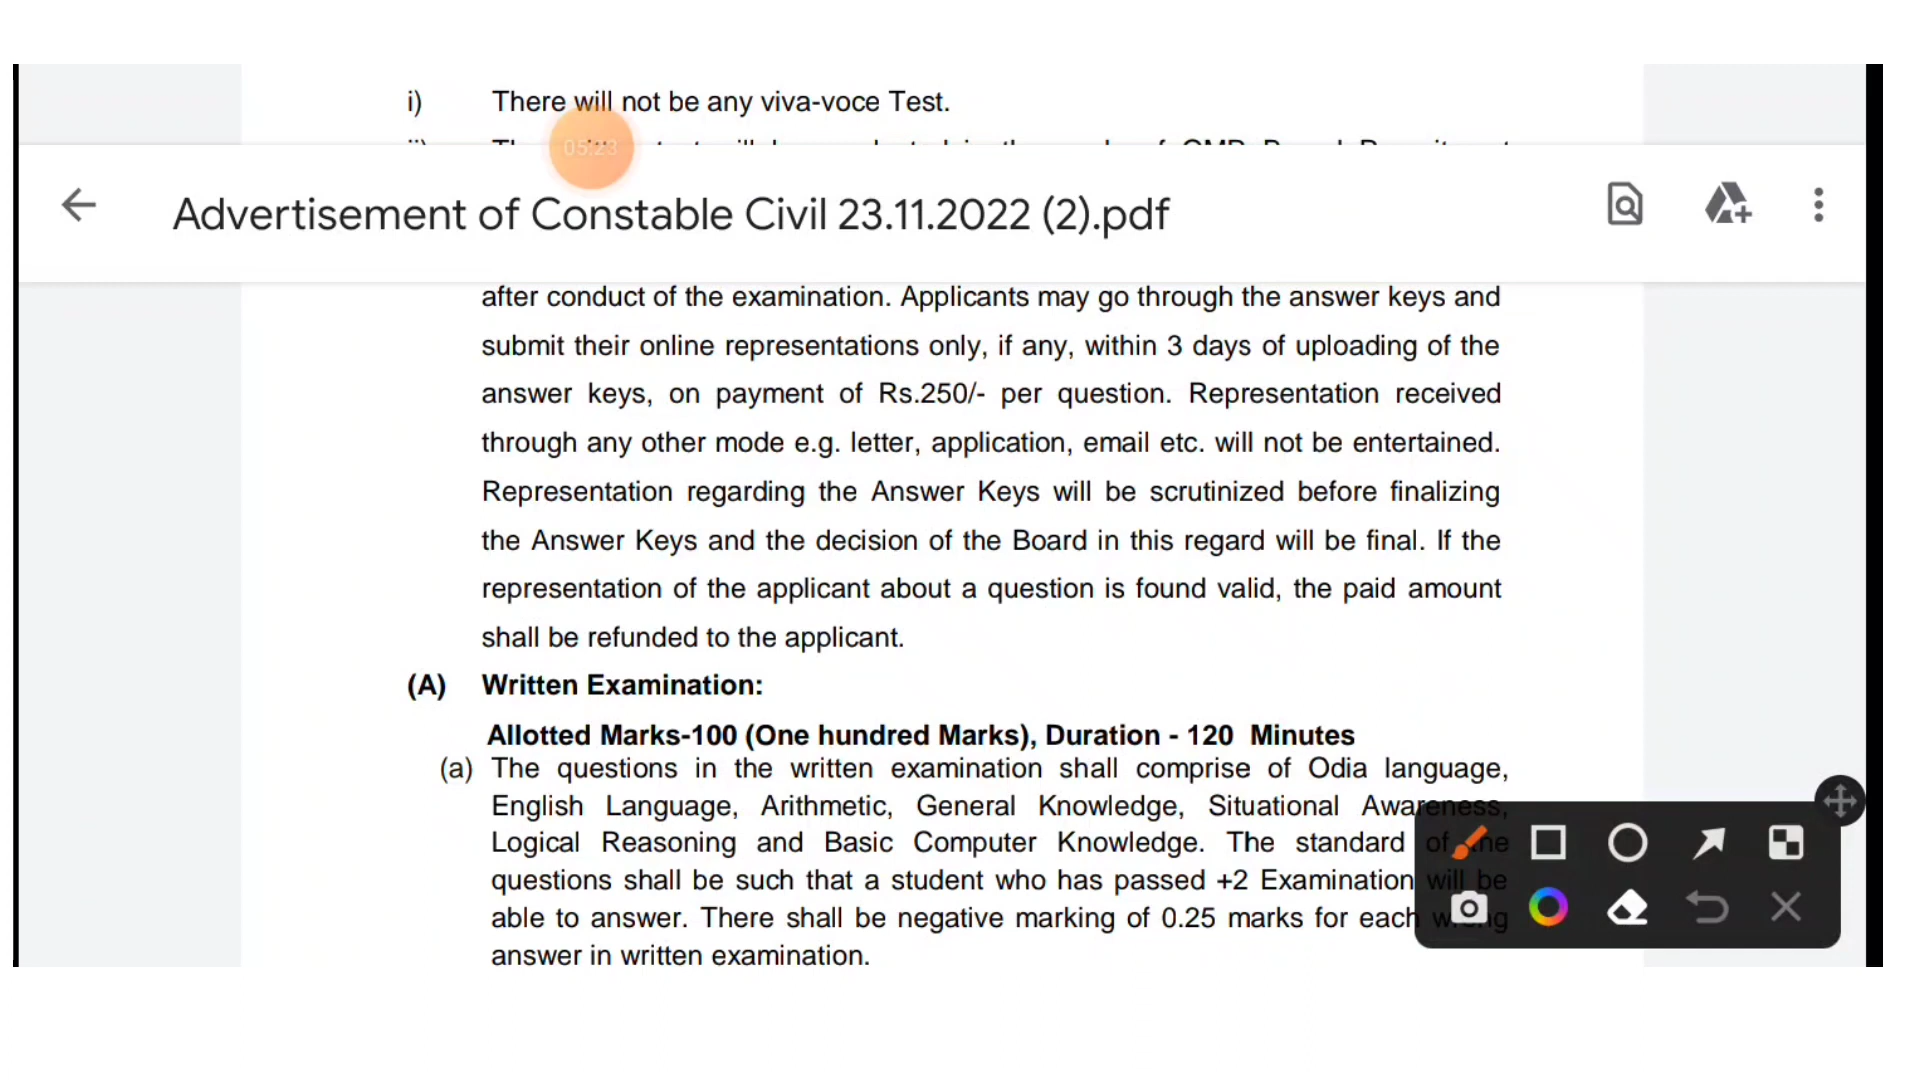 i) There will not be any viva-voce Test.
05:23
Advertisement of Constable Civil 23.11.2022 (2).pdf
after conduct of the examination. Applicants may go through the answer keys and
submit their online representations only, if any, within 3 days of uploading of the
answer keys, on payment of Rs.250/- per question. Representation received
through any other mode e.g. letter, application, email etc. will not be entertained.
Representation regarding the Answer Keys will be scrutinized before finalizing
the Answer Keys and the decision of the Board in this regard will be final. If the
representation of the applicant about a question is found valid, the paid amount
shall be refunded to the applicant.
(A) Written Examination:
Allotted Marks-100 (One hundred Marks), Duration - 120 Minutes
(a) The questions in the written examination shall comprise of Odia language,
English Language, Arithmetic, General Knowledge, Situational Awareness,
Logical Reasoning and Basic Computer Knowledge. The standard of the
questions shall be such that a student who has passed +2 Examination will be
able to answer. There shall be negative marking of 0.25 marks for each wrong
answer in written examination.